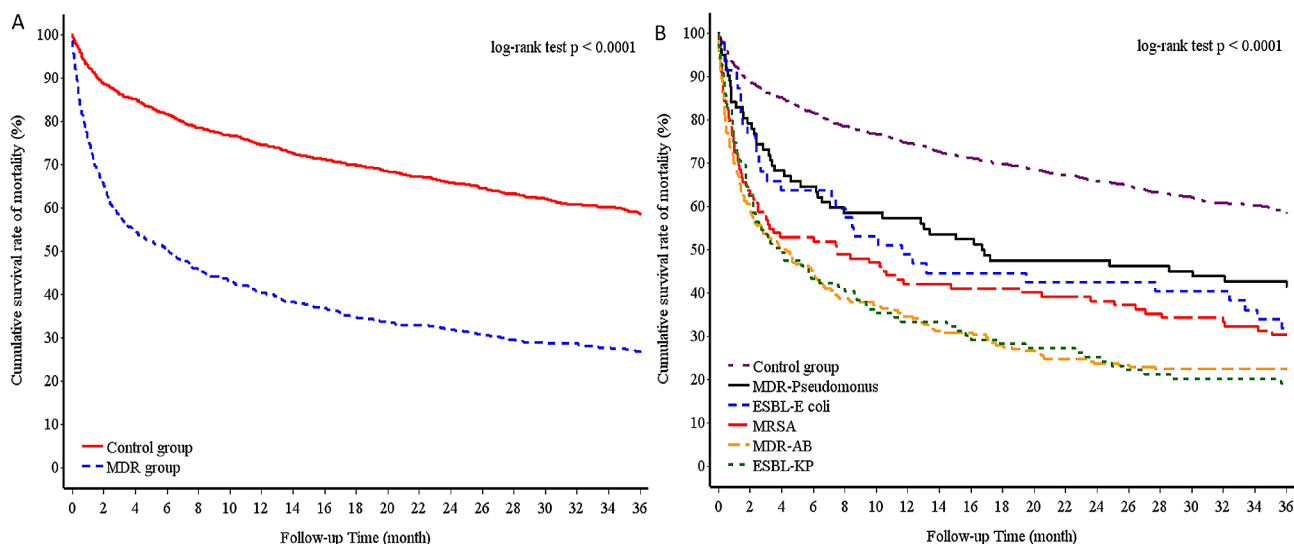 A
log-rank test p < 0.0001
Cumulative survival rate of mortality (%)
100
90
80
70
60
50
40
30
20
10
0
Control group
MDR group
0 2 4 6 8 10 12 14 16 18 20 22 24 26 28 30 32 34 36
Follow-up Time (month)
B
log-rank test p < 0.0001
Cumulative survival rate of mortality (%)
100
90
80
70
60
50
40
30
20
10
0
Control group
MDR-Pseudomonus
ESBL-E coli
MRSA
MDR-AB
ESBL-KP
0 2 4 6 8 10 12 14 16 18 20 22 24 26 28 30 32 34 36
Follow-up Time (month)